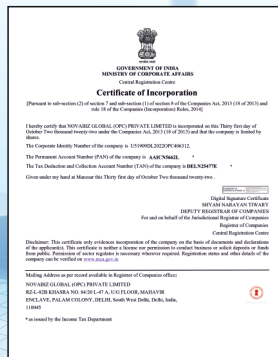 GOVERNMENT OF INDIA
MINISTRY OF CORPORATE AFFAIRS
Central Registration Centre
Certificate of Incorporation
[Pursuant to sub-section (2) of section 7 and sub-section (1) of section 8 of the Companies Act, 2013 (18 of 2013) and
rule 18 of the Companies (Incorporation) Rules, 2014]
I hereby certify that NOVABIZ GLOBAL (OPC) PRIVATE LIMITED is incorporated on this Thirty first day of
October Two thousand twenty-two under the Companies Act, 2013 (18 of 2013) and that the company is limited by
shares.
The Corporate Identity Number of the company is U51909DL2022OPC406312.
The Permanent Account Number (PAN) of the company is AAICN5662L *
The Tax Deduction and Collection Account Number (TAN) of the company is DELN25477E *
Given under my hand at Manesar this Thirty first day of October Two thousand twenty-two .
Digital Signature Certificate
SHYAM NARAYAN TIWARY
DEPUTY REGISTRAR OF COMPANIES
For and on behalf of the Jurisdictional Registrar of Companies
Registrar of Companies
Central Registration Centre
Disclaimer: This certificate only evidences incorporation of the company on the basis of documents and declarations
of the applicant(s). This certificate is neither a license nor permission to conduct business or solicit deposits or funds
from public. Permission of sector regulator is necessary wherever required. Registration status and other details of the
company can be verified on www.mca.gov.in
Mailing Address as per record available in Registrar of Companies office:
NOVABIZ GLOBAL (OPC) PRIVATE LIMITED
RZ-L-02B KHASRA NO. 94/20/1-47 A, U/G FLOOR, MAHAVIR
ENCLAVE, PALAM COLONY, DELHI, South West Delhi, Delhi, India,
110045
* as issued by the Income Tax Department